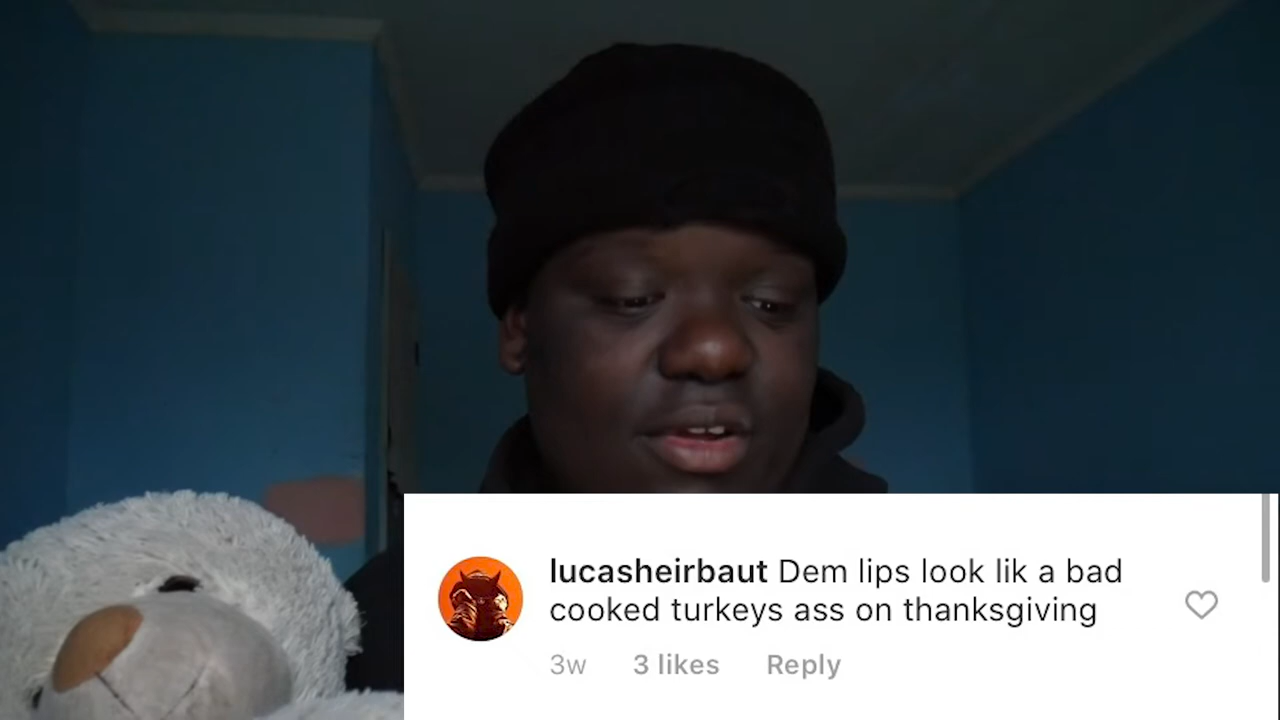 lucasheirbaut Dem lips look lik a bad
cooked turkeys ass on thanksgiving
3w 3 likes Reply